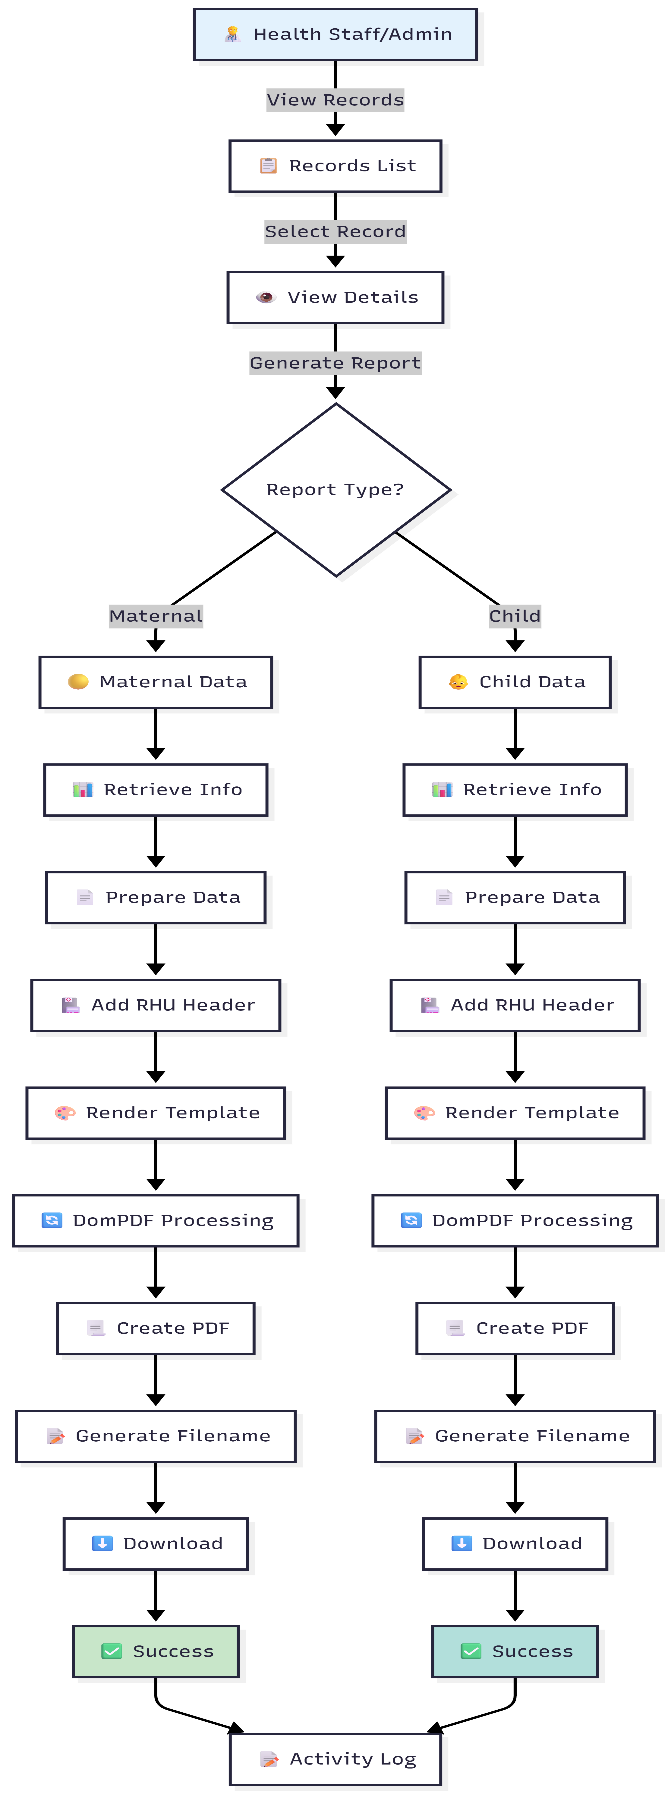 Health Staff/Admin
View Records
Records List
Select Record
View Details
Generate Report
Report Type?
Maternal
Child
Maternal Data
Child Data
Retrieve Info
Retrieve Info
Prepare Data
Prepare Data
Add RHU Header
Add RHU Header
Render Template
Render Template
DomPDF Processing
DomPDF Processing
Create PDF
Create PDF
Generate Filename
Generate Filename
Download
Download
Success
Success
Activity Log